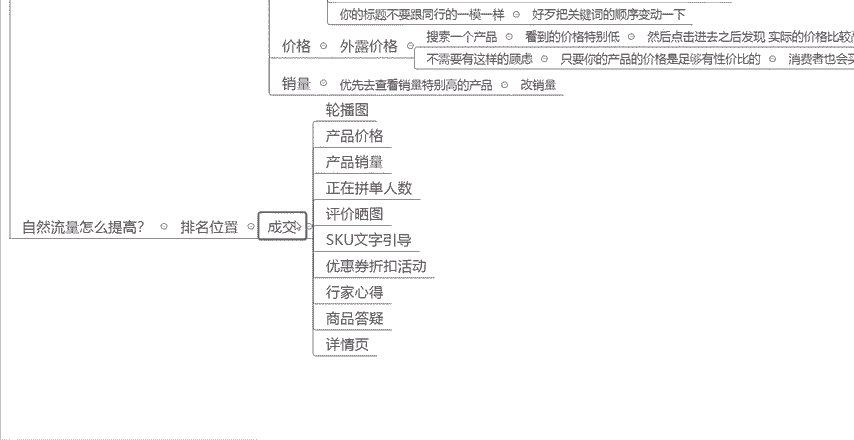 你的标题不要跟同行的一模一样 好歹把关键词的顺序变动一下
搜索一个产品 看到的价格特别低 然后点击进去之后发现 实际的价格比较
价格 外露价格
不需要有这样的顾虑 只要你的产品的价格是足够有性价比的 消费者也会
销量 优先去查看销量特别高的产品 改销量
轮播图
产品价格
产品销量
正在拼单人数
自然流量怎么提高? 排名位置 成交
评价晒图
SKU文字引导
优惠券折扣活动
行家心得
商品答疑
详情页